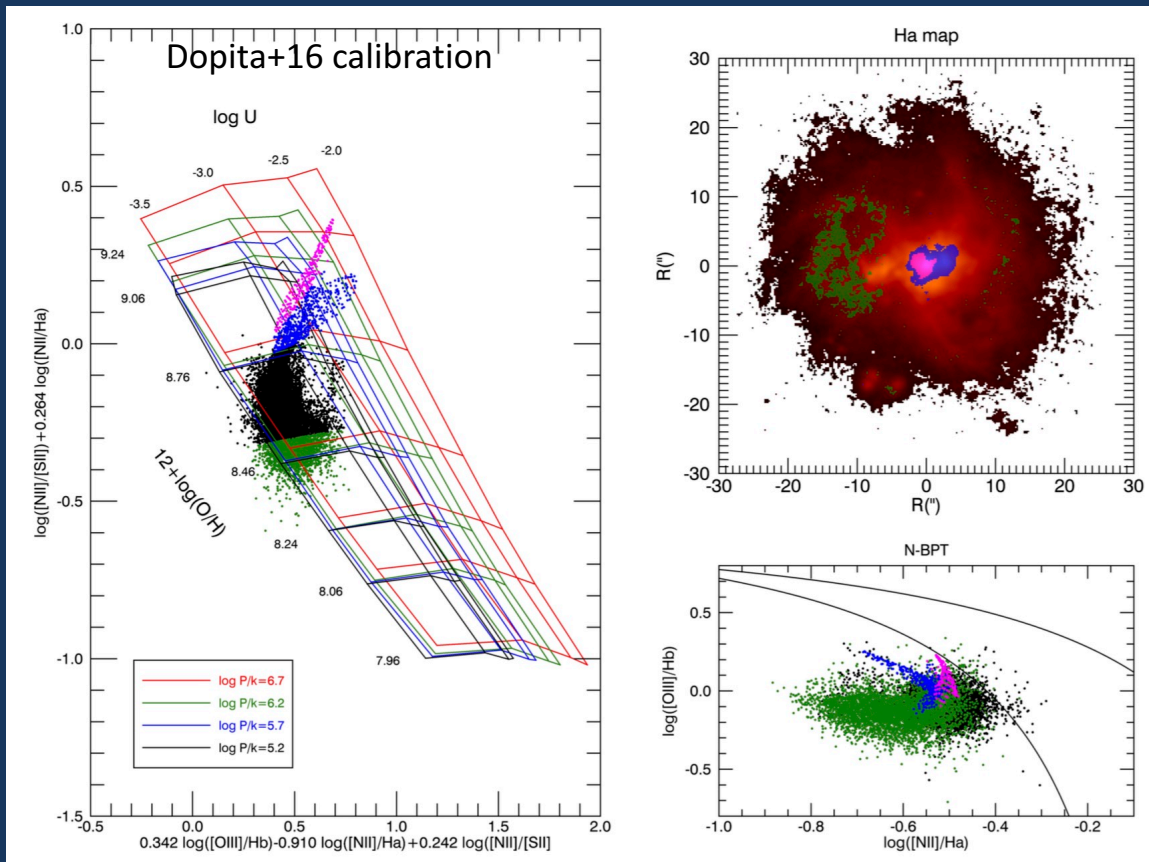 Dopita+16 calibration
log U
-3.5
-3.0
-2.5
-2.0
9.24
9.06
8.76
8.46
8.24
8.06
7.96
12+log(O/H)
1.0
0.5
0.0
-0.5
-1.0
-1.5
log([NII]/[SII])+0.264 log([NII/Ha)
log P/k=6.7
log P/k=6.2
log P/k=5.7
log P/k=5.2
-0.5 0.0 0.5 1.0 1.5 2.0
0.342 log([OIII]/Hb)-0.910 log([NII]/Ha)+0.242 log([NII]/[SII]
Ha map
30
20
10
0
-10
-20
-30
R(")
-30 -20 -10 0 10 20 30
R(")
N-BPT
0.5
0.0
-0.5
log([OIII]/Hb)
-1.0 -0.8 -0.6 -0.4 -0.2
log([NII]/Ha)